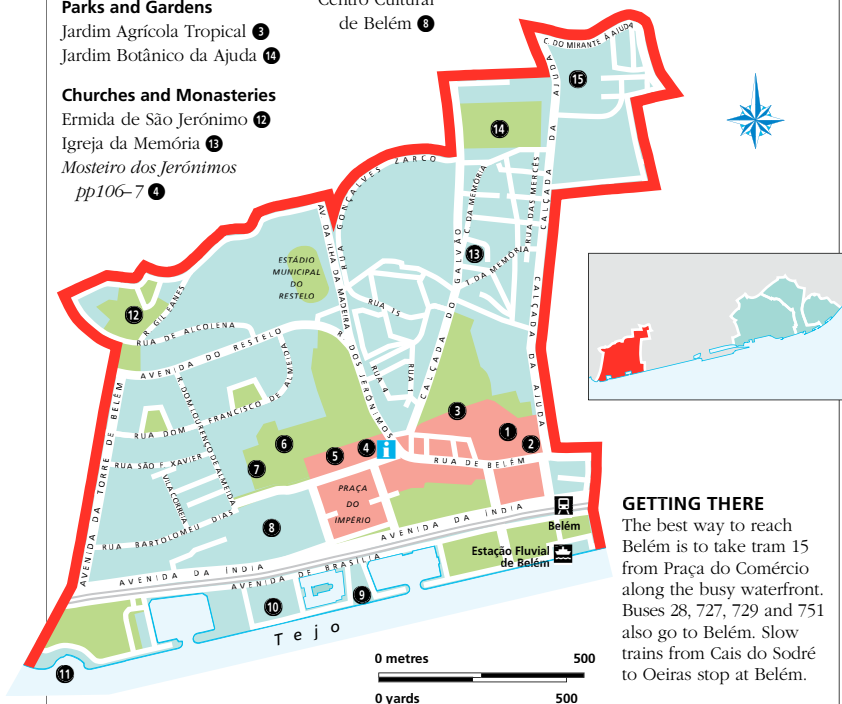 Parks and Gardens
Jardim Agrícola Tropical 3
Jardim Botânico da Ajuda 14
Churches and Monasteries
Ermida de São Jerónimo 12
Igreja da Memória 13
Mosteiro dos Jerónimos
pp106–7 4
Centro Cultural
de Belém 8
C. DO MIRANTE À AJUDA
15
CALÇADA DA AJUDA
14
RUA GONÇALVES ZARCO
C. DA MEMÓRIA
RUA DAS MERCÊS
AV DA ILHA DA MADEIRA
13
T DA MEMÓRIA
ESTÁDIO
MUNICIPAL
DO
RESTELO
CALÇADA DO GALVÃO
CALÇADA DA AJUDA
R. GIL EANES
12
RUA 15
RUA DE ALCOLENA
AVENIDA DO RESTELO
R. DOS JERÓNIMOS
RUA 4
RUA 1
RUA DOM FRANCISCO DE ALMEIDA
R. DOM LOURENÇO DE ALMEIDA
3
1
2
6
5
4
i
7
RUA DE BELÉM
RUA SÃO F. XAVIER
VILA CORREIA
AVENIDA DA TORRE DE BELÉM
PRAÇA
DO
IMPÉRIO
8
RUA BARTOLOMEU DIAS
AVENIDA DA ÍNDIA
Belém
AVENIDA DA ÍNDIA
AVENIDA DE BRASÍLIA
Estação Fluvial
de Belém
9
10
Tejo
11
0 metres 500
0 yards 500
GETTING THERE
The best way to reach
Belém is to take tram 15
from Praça do Comércio
along the busy waterfront.
Buses 28, 727, 729 and 751
also go to Belém. Slow
trains from Cais do Sodré
to Oeiras stop at Belém.